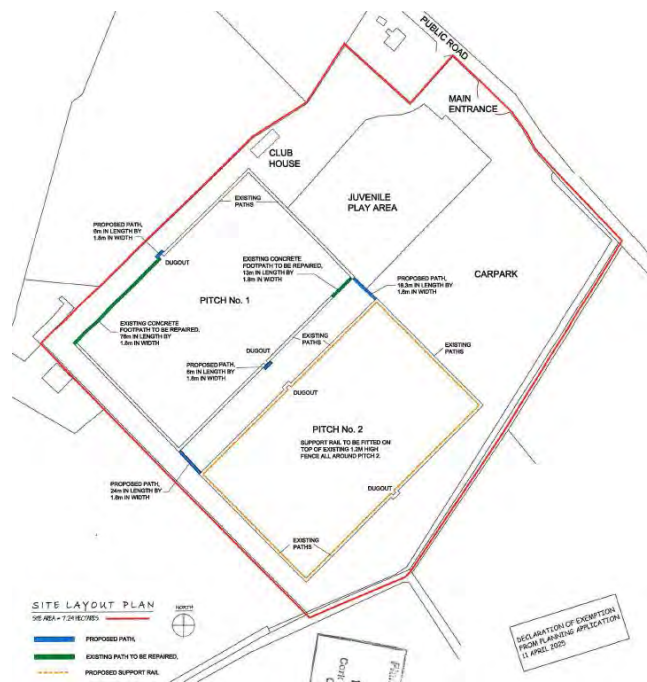 PUBLIC ROAD
MAIN
ENTRANCE
CLUB
HOUSE
EXISTING
PATHS
JUVENILE
PLAY AREA
PROPOSED PATH,
6m IN LENGTH BY
1.8m IN WIDTH
DUGOUT
EXISTING CONCRETE
FOOTPATH TO BE REPAIRED,
12m IN LENGTH BY
1.8m IN WIDTH
PROPOSED PATH,
16.3m IN LENGTH BY
1.8m IN WIDTH
CARPARK
PITCH No. 1
EXISTING CONCRETE
FOOTPATH TO BE REPAIRED,
78m IN LENGTH BY
1.8m IN WIDTH
EXISTING
PATHS
EXISTING
PATHS
DUGOUT
PROPOSED PATH,
6m IN LENGTH BY
1.8m IN WIDTH
DUGOUT
PITCH No. 2
SUPPORT RAIL TO BE FITTED ON
TOP OF EXISTING 1.2M HIGH
FENCE ALL AROUND PITCH 2
DUGOUT
PROPOSED PATH,
24m IN LENGTH BY
1.8m IN WIDTH
EXISTING
PATHS
SITE LAYOUT PLAN
SITE AREA = 7.24 HECTARES
NORTH
PROPOSED PATH,
EXISTING PATH TO BE REPAIRED,
PROPOSED SUPPORT RAIL
DECLARATION OF EXEMPTION
FROM PLANNING APPLICATION
11 APRIL 2025